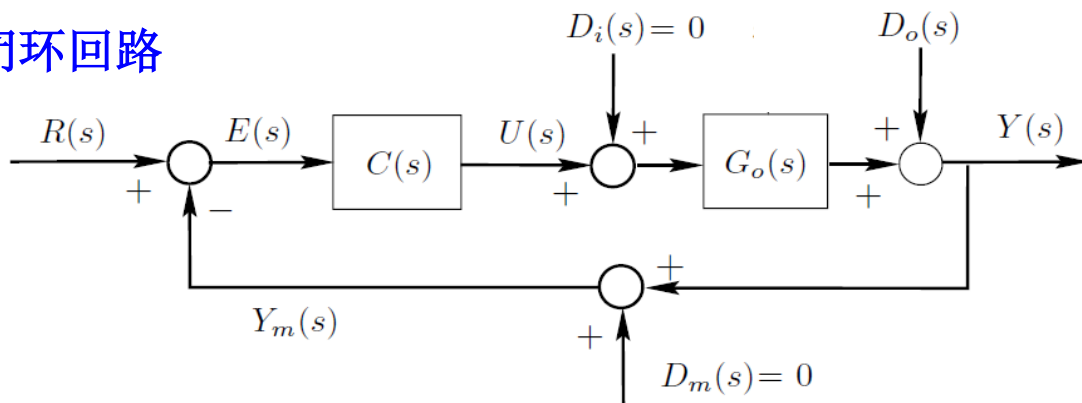 闭环回路
D_i(s) = 0
D_o(s)
R(s)
E(s)
U(s)
Y(s)
+
+
+
C(s)
G_o(s)
+
−
+
+
+
Y_m(s)
+
D_m(s) = 0